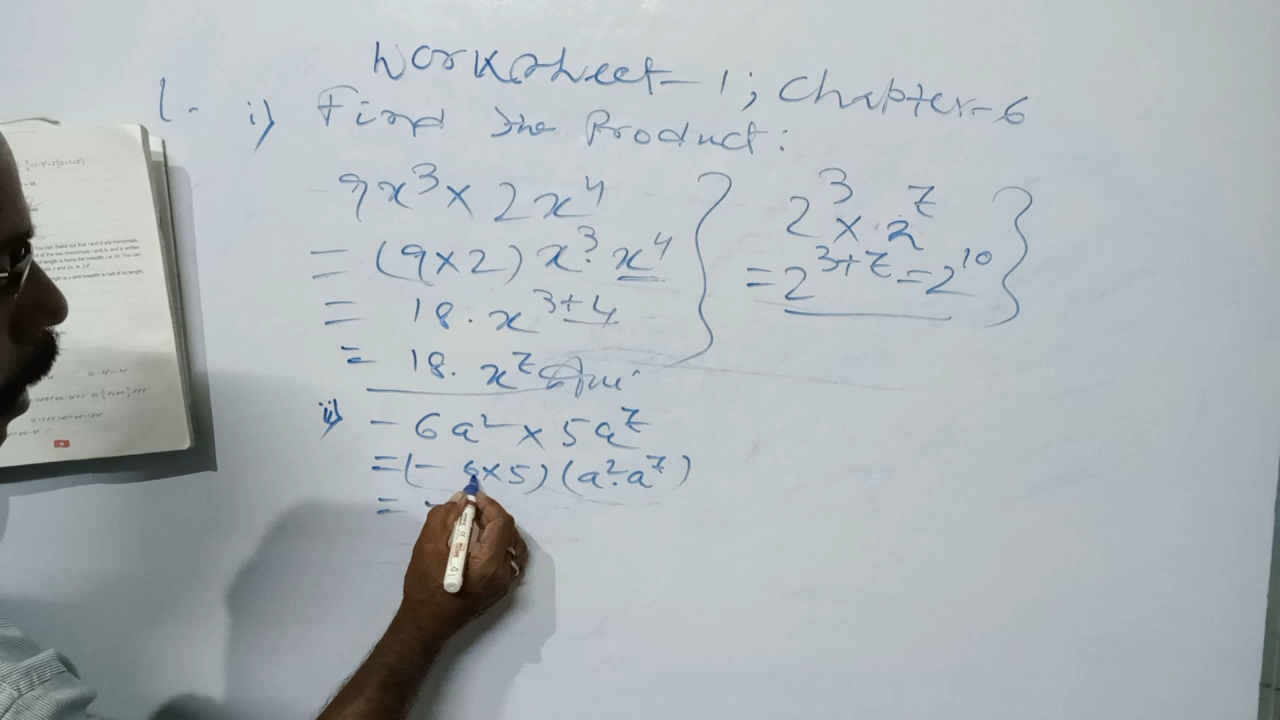 Worksheet-1; Chapter-6
1. i) Find the Product:
9x³ × 2x⁴
= (9×2) x³·x⁴
= 18. x³⁺⁴
= 18. x⁷ Ans.
2³ × 2⁷
= 2³⁺⁷ = 2¹⁰
ii) - 6a² × 5a⁷
= (- 6×5) (a²·a⁷)
= -